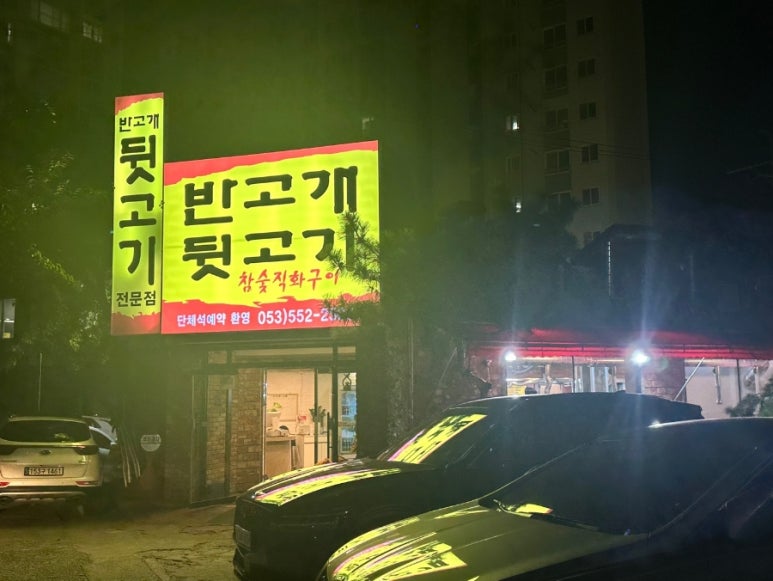 반고개
뒷고기
전문점
반고개
뒷고기
참숯직화구이
단체석예약 환영 053)552-2